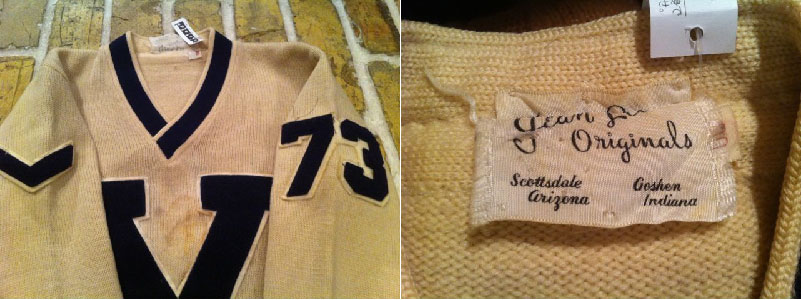 V
73
Jean
Originals
Scottsdale
Arizona
Goshen
Indiana